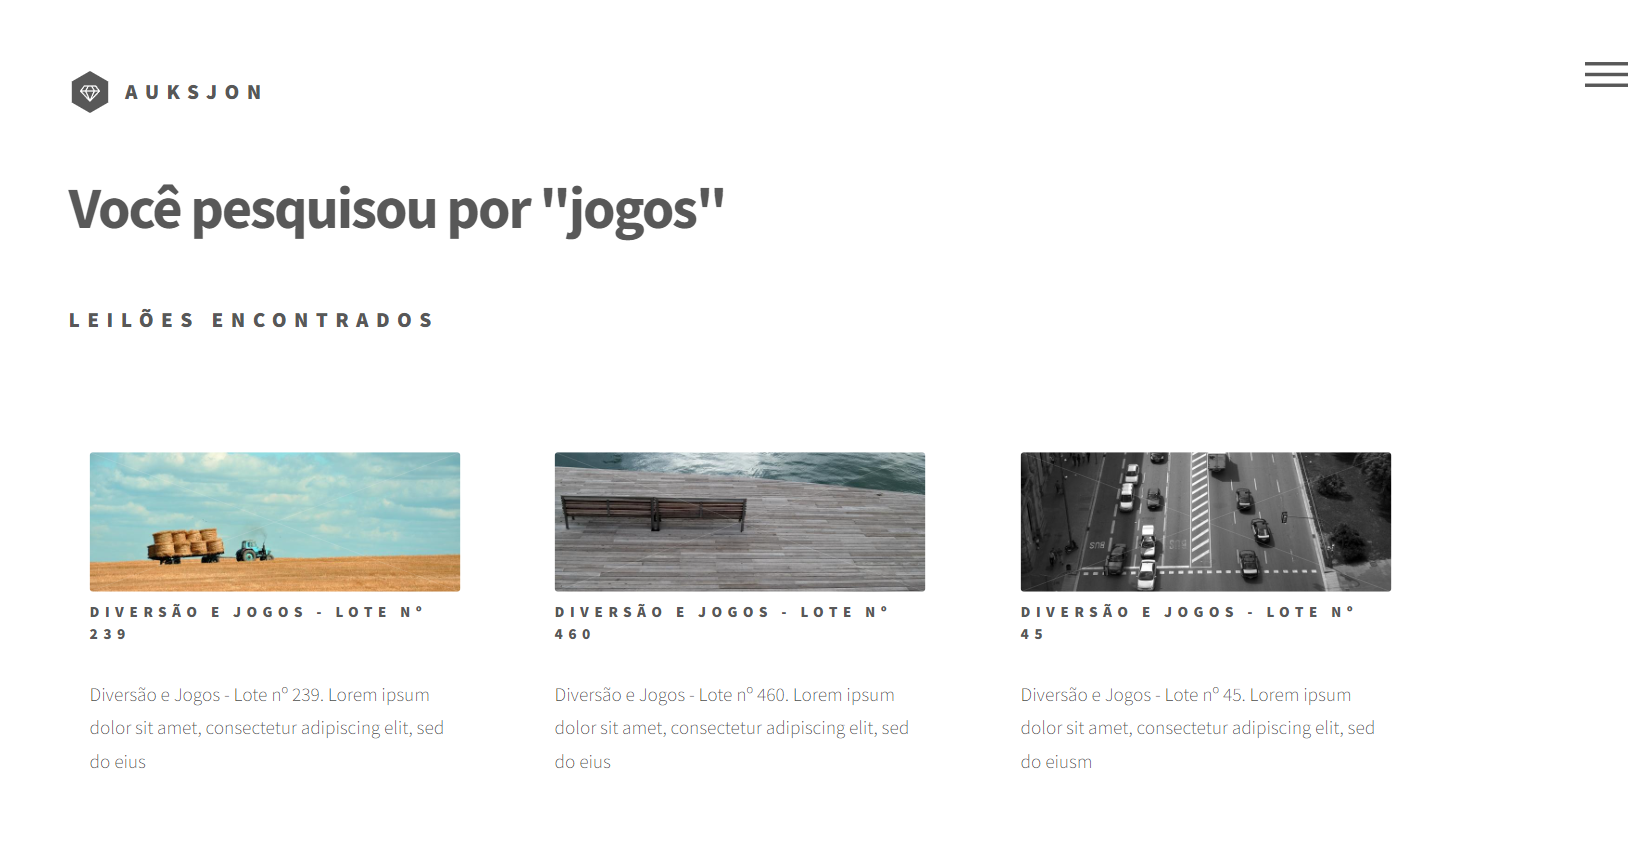 AUKSJON
Você pesquisou por "jogos"
LEILÕES ENCONTRADOS
DIVERSÃO E JOGOS - LOTE Nº
239
Diversão e Jogos - Lote nº 239. Lorem ipsum
dolor sit amet, consectetur adipiscing elit, sed
do eius
DIVERSÃO E JOGOS - LOTE Nº
460
Diversão e Jogos - Lote nº 460. Lorem ipsum
dolor sit amet, consectetur adipiscing elit, sed
do eius
BUS
BUS
DIVERSÃO E JOGOS - LOTE Nº
45
Diversão e Jogos - Lote nº 45. Lorem ipsum
dolor sit amet, consectetur adipiscing elit, sed
do eiusm